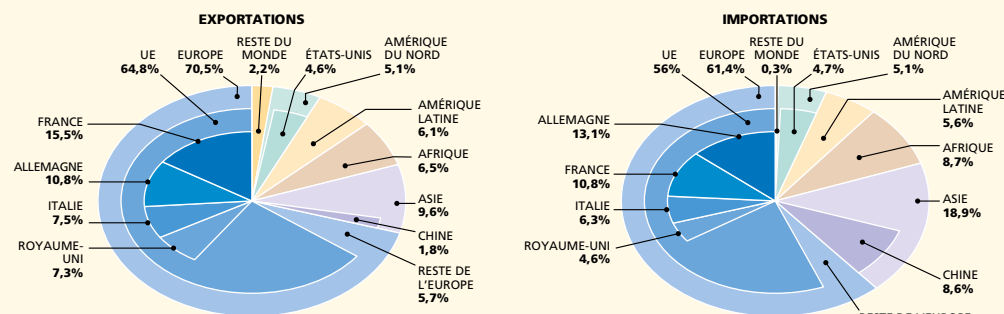 EXPORTATIONS
UE
64,8%
EUROPE
70,5%
RESTE DU
MONDE
2,2%
ÉTATS-UNIS
4,6%
AMÉRIQUE
DU NORD
5,1%
AMÉRIQUE
LATINE
6,1%
AFRIQUE
6,5%
ASIE
9,6%
CHINE
1,8%
RESTE DE
L'EUROPE
5,7%
FRANCE
15,5%
ALLEMAGNE
10,8%
ITALIE
7,5%
ROYAUME-
UNI
7,3%
IMPORTATIONS
UE
56%
EUROPE
61,4%
RESTE DU
MONDE
0,3%
ÉTATS-UNIS
4,7%
AMÉRIQUE
DU NORD
5,1%
AMÉRIQUE
LATINE
5,6%
AFRIQUE
8,7%
ASIE
18,9%
CHINE
8,6%
ALLEMAGNE
13,1%
FRANCE
10,8%
ITALIE
6,3%
ROYAUME-UNI
4,6%